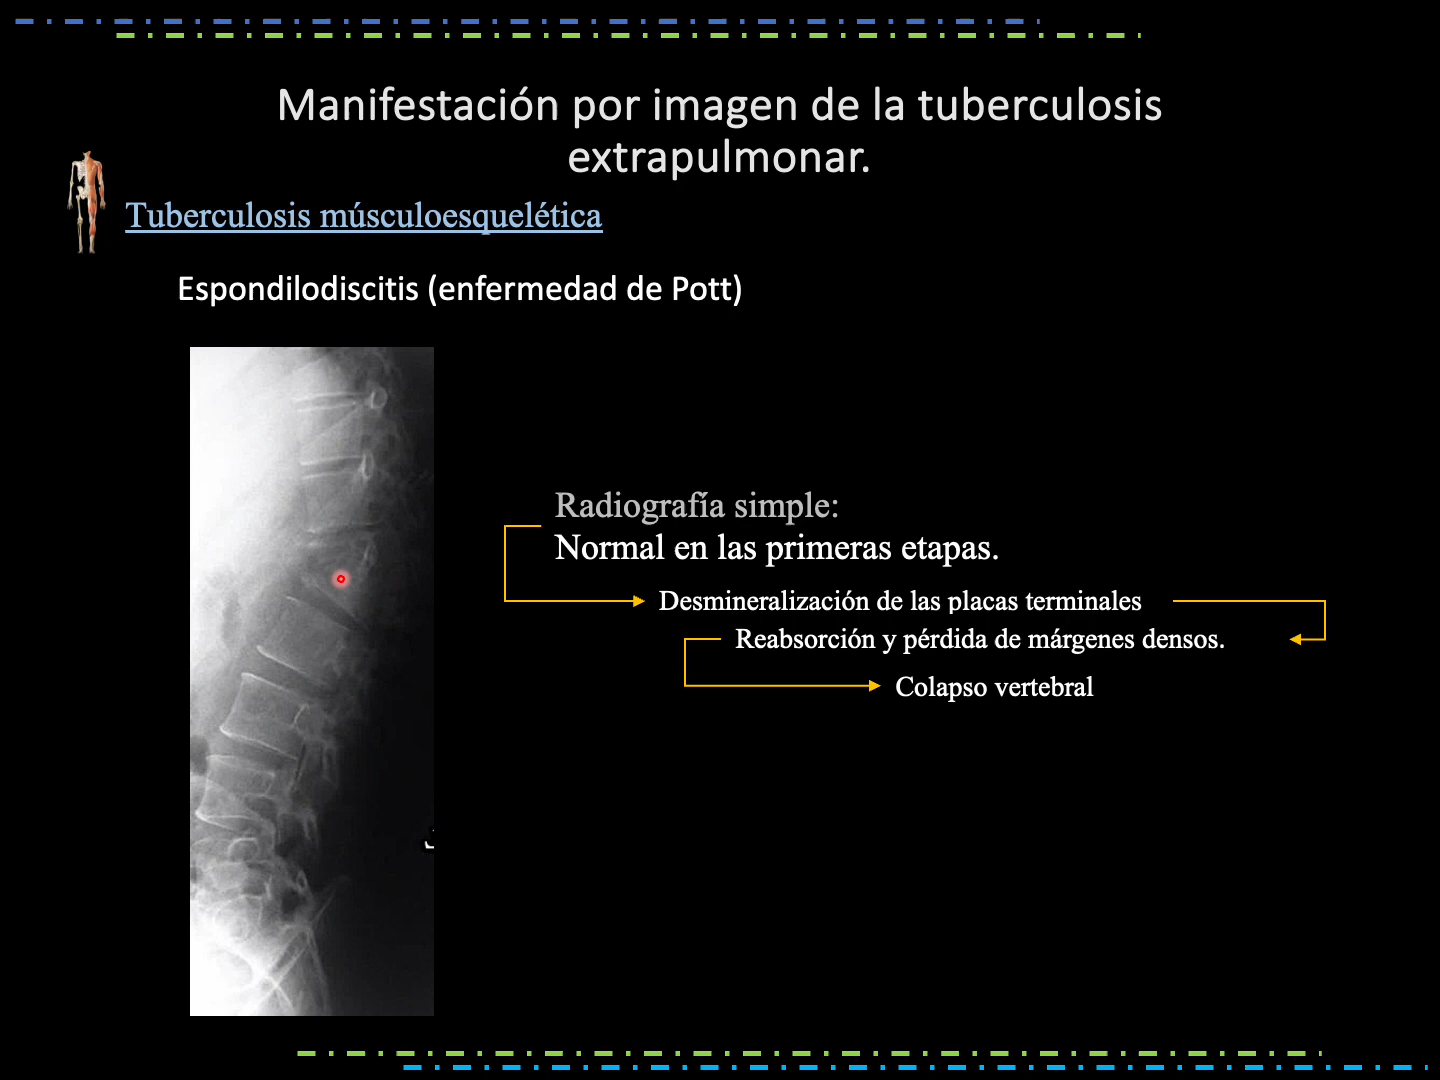 Manifestación por imagen de la tuberculosis
extrapulmonar.
Tuberculosis músculoesquelética
Espondilodiscitis (enfermedad de Pott)
Radiografía simple:
Normal en las primeras etapas.
Desmineralización de las placas terminales
Reabsorción y pérdida de márgenes densos.
Colapso vertebral